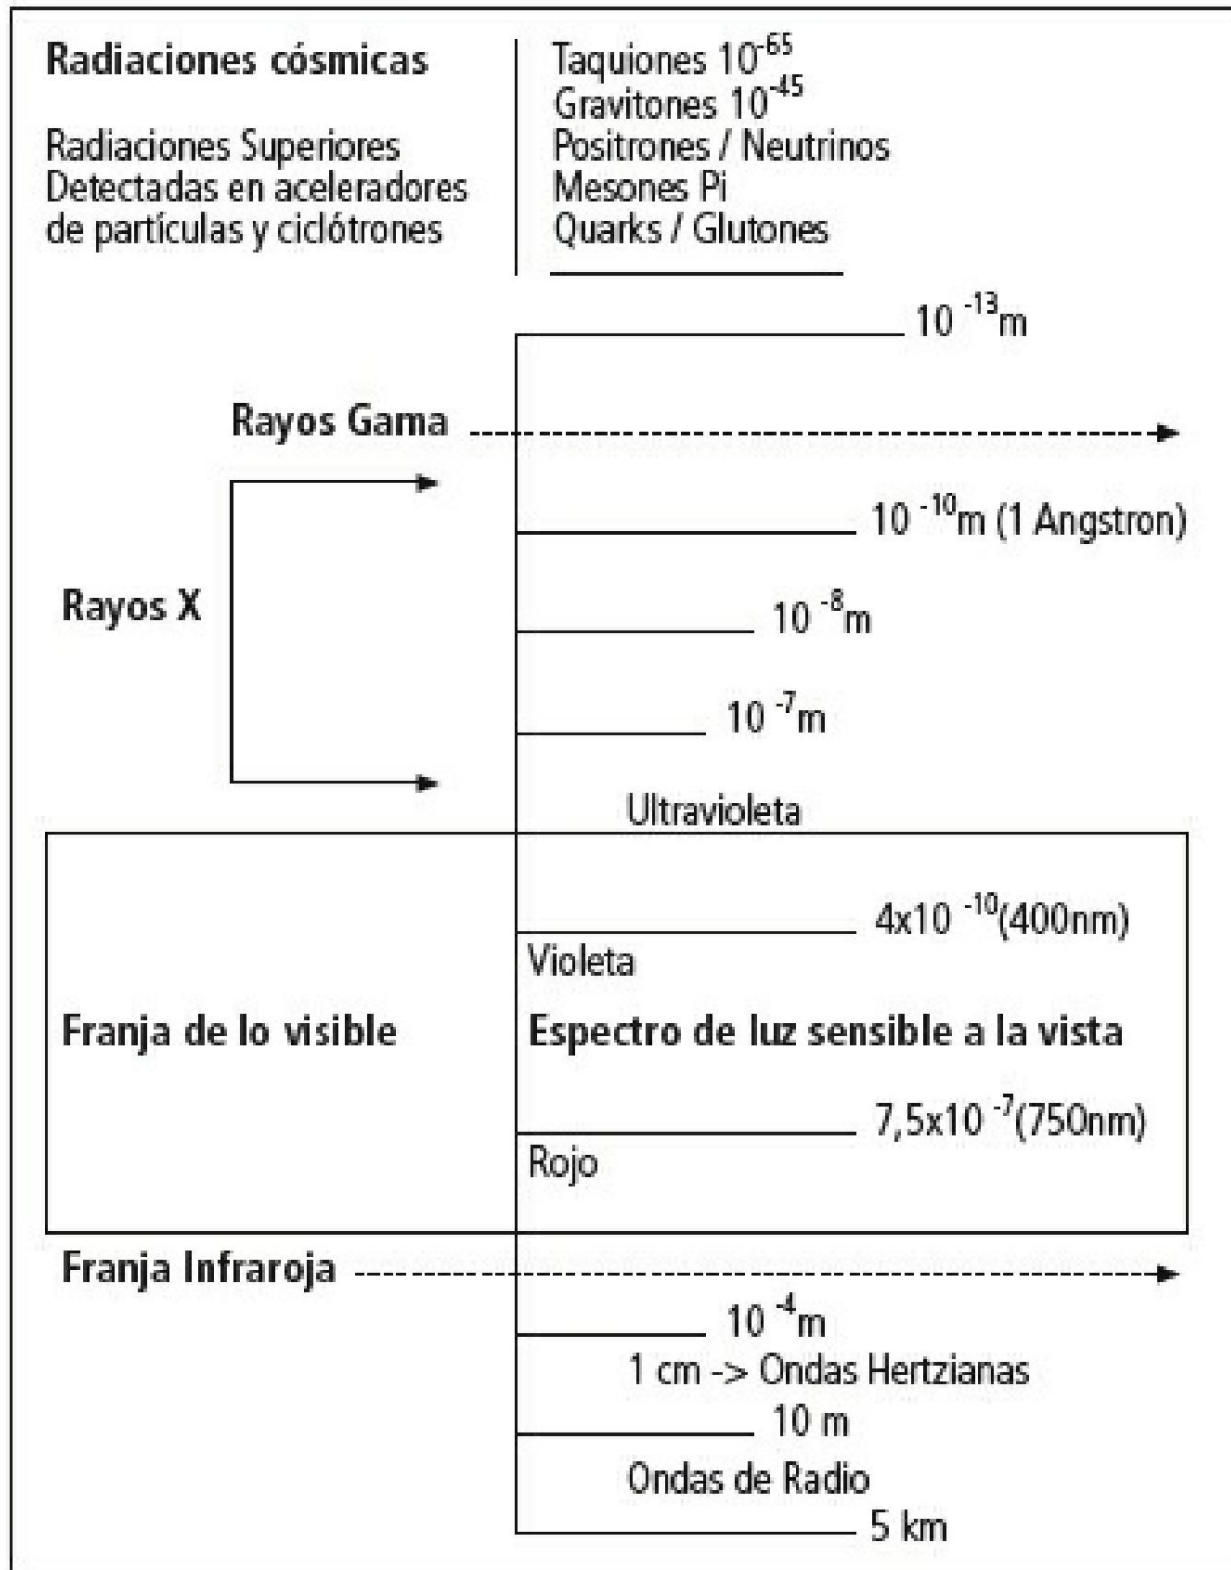 Radiaciones cósmicas
Radiaciones Superiores
Detectadas en aceleradores
de partículas y ciclótrones
Taquiones 10⁻⁶⁵
Gravitones 10⁻⁴⁵
Positrones / Neutrinos
Mesones Pi
Quarks / Glutones
10 ⁻¹³m
Rayos Gama
10 ⁻¹⁰m (1 Angstron)
Rayos X
10 ⁻⁸m
10 ⁻⁷m
Ultravioleta
4x10 ⁻¹⁰(400nm)
Violeta
Franja de lo visible
Espectro de luz sensible a la vista
7,5x10 ⁻⁷(750nm)
Rojo
Franja Infraroja
10 ⁻⁴m
1 cm -> Ondas Hertzianas
10 m
Ondas de Radio
5 km